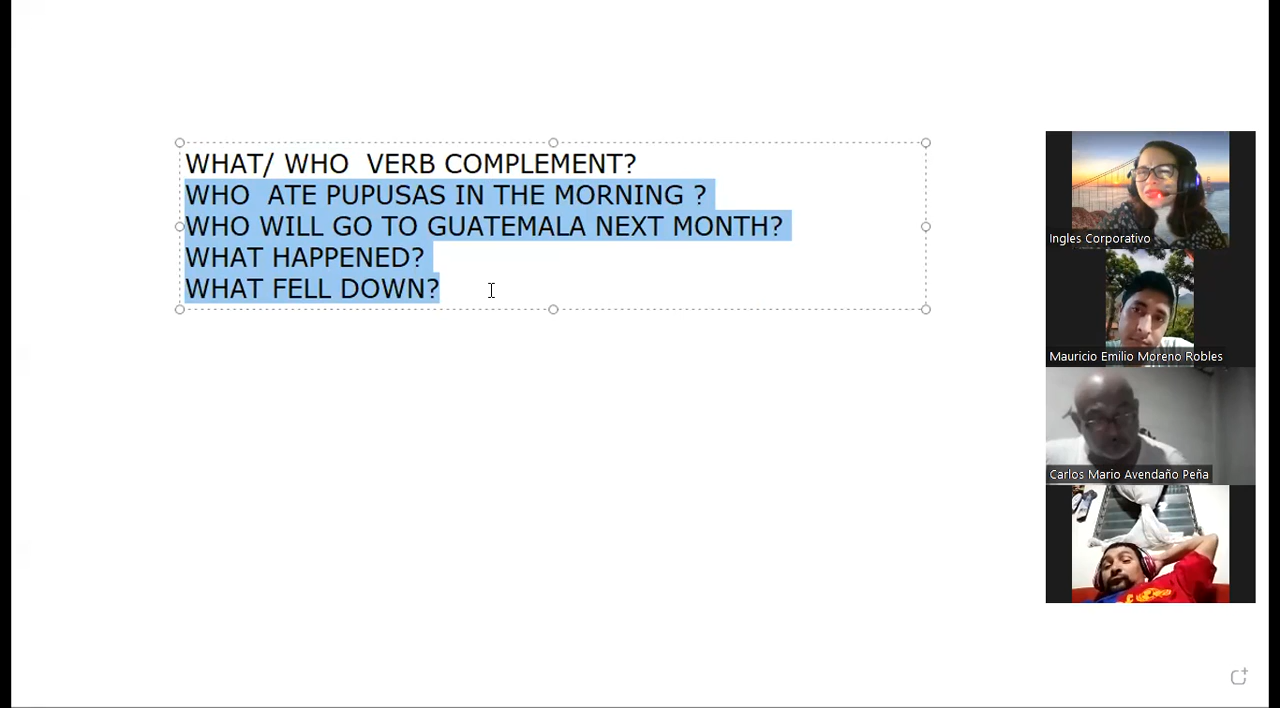 WHAT/ WHO  VERB COMPLEMENT?
WHO  ATE PUPUSAS IN THE MORNING ?
WHO WILL GO TO GUATEMALA NEXT MONTH?
WHAT HAPPENED?
WHAT FELL DOWN?
Ingles Corporativo
Mauricio Emilio Moreno Robles
Carlos Mario Avendaño Peña